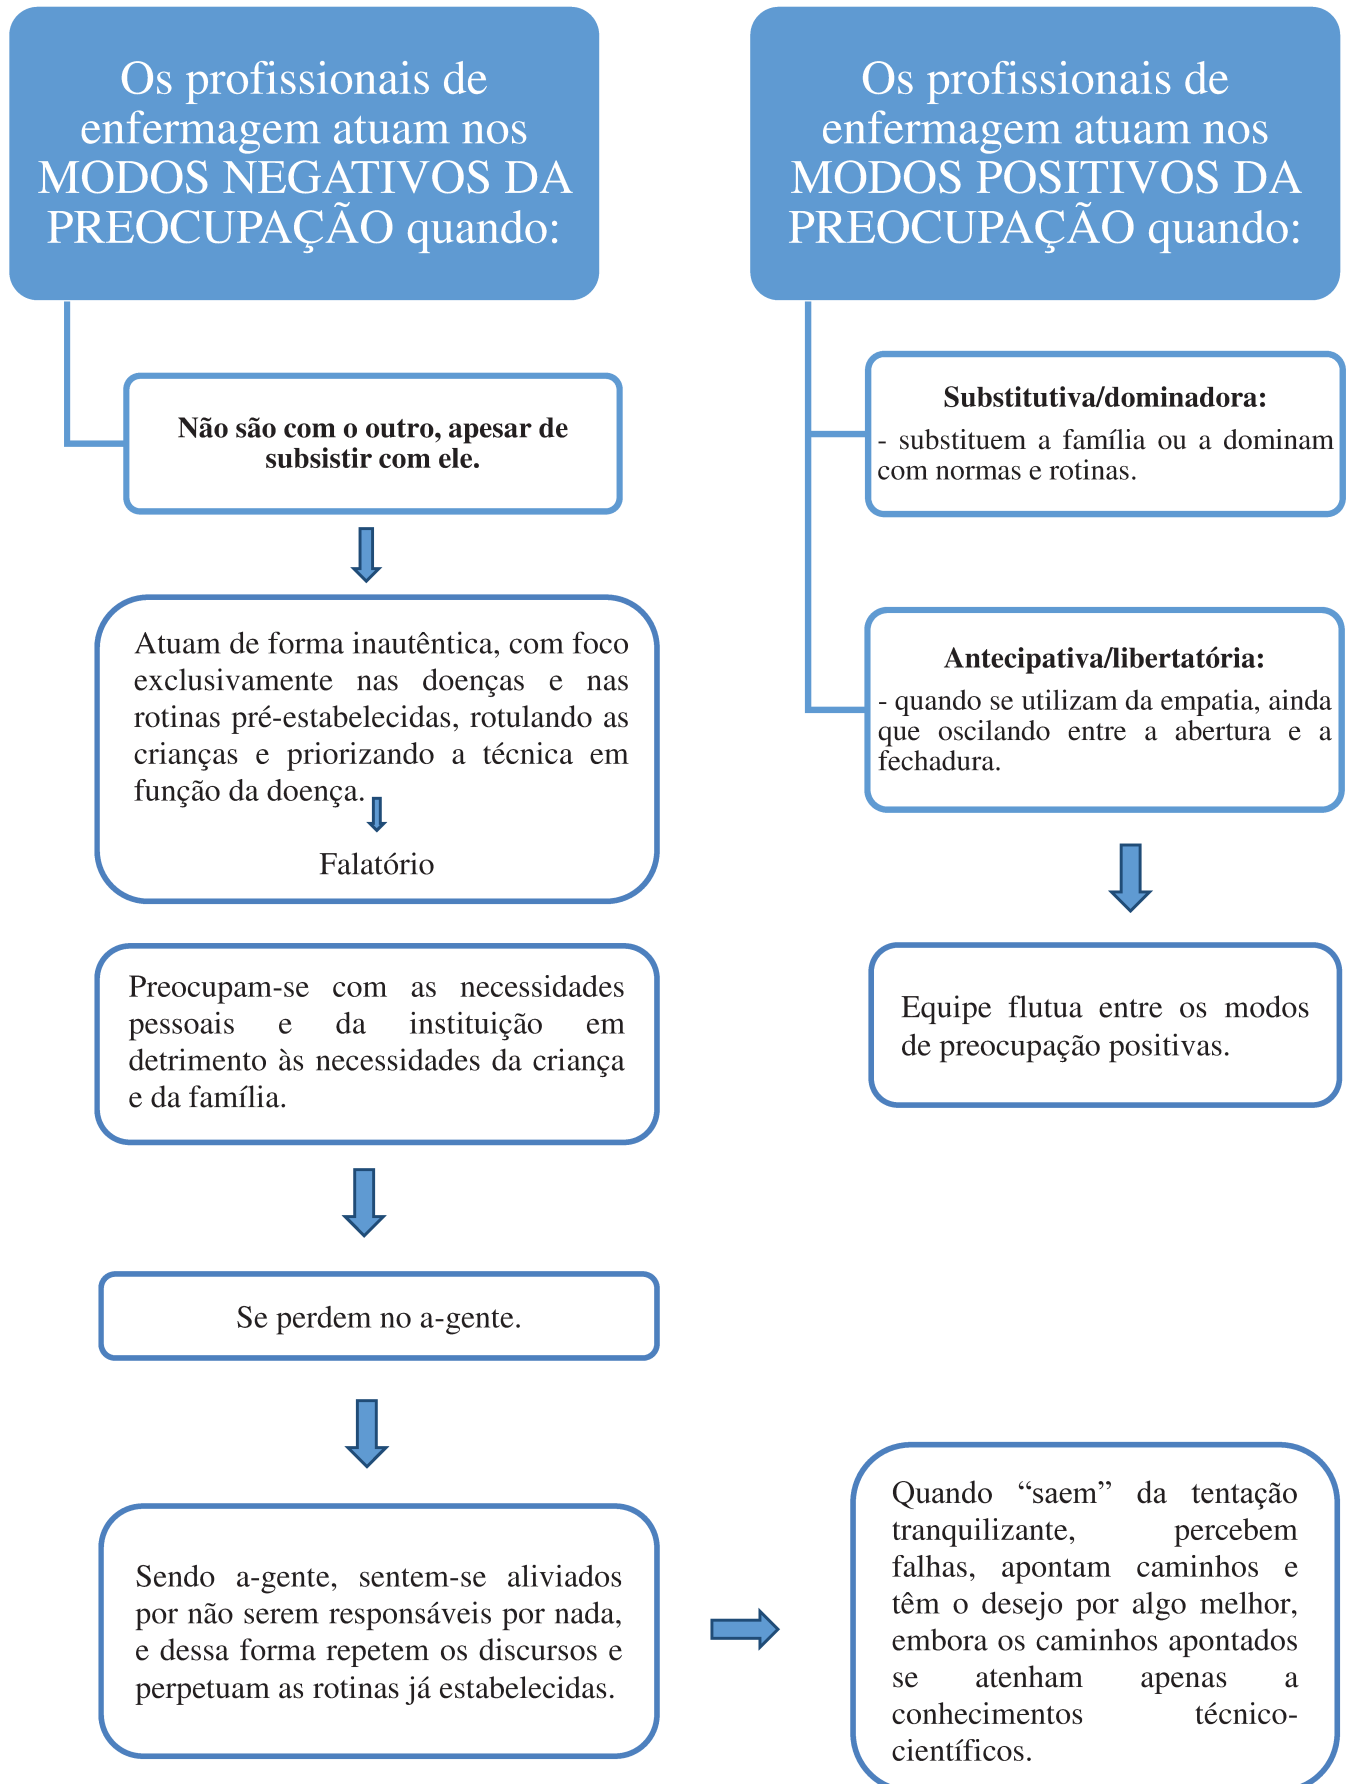 Os profissionais de
enfermagem atuam nos
MODOS NEGATIVOS DA
PREOCUPAÇÃO quando:
Não são com o outro, apesar de
subsistir com ele.
Atuam de forma inautêntica, com foco
exclusivamente nas doenças e nas
rotinas pré-estabelecidas, rotulando as
crianças e priorizando a técnica em
função da doença.
Falatório
Preocupam-se com as necessidades
pessoais e da instituição em
detrimento às necessidades da criança
e da família.
Se perdem no a-gente.
Sendo a-gente, sentem-se aliviados
por não serem responsáveis por nada,
e dessa forma repetem os discursos e
perpetuam as rotinas já estabelecidas.
Os profissionais de
enfermagem atuam nos
MODOS POSITIVOS DA
PREOCUPAÇÃO quando:
Substitutiva/dominadora:
- substituem a família ou a dominam
com normas e rotinas.
Antecipativa/libertatória:
- quando se utilizam da empatia, ainda
que oscilando entre a abertura e a
fechadura.
Equipe flutua entre os modos
de preocupação positivas.
Quando “saem” da tentação
tranquilizante, percebem
falhas, apontam caminhos e
têm o desejo por algo melhor,
embora os caminhos apontados
se atenham apenas a
conhecimentos técnico-
científicos.